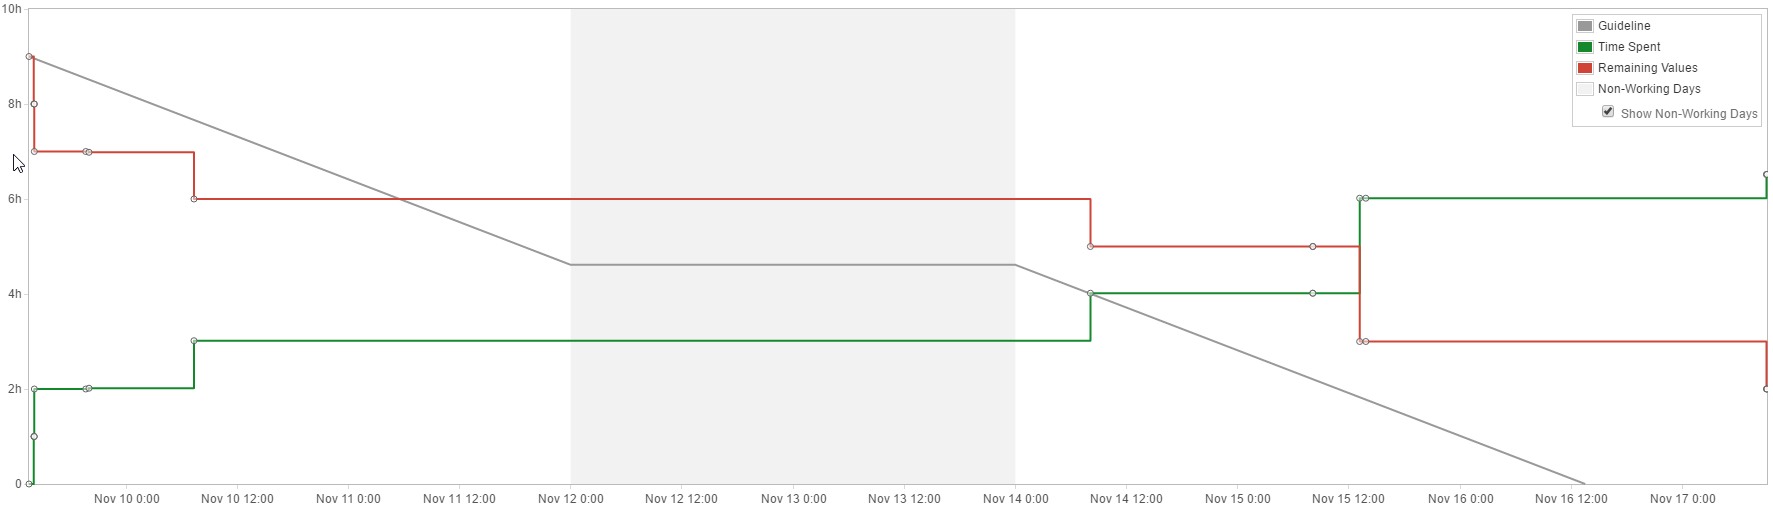 10h
8h
6h
4h
2h
0
Guideline
Time Spent
Remaining Values
Non-Working Days
Show Non-Working Days
Nov 10 0:00 Nov 10 12:00 Nov 11 0:00 Nov 11 12:00 Nov 12 0:00 Nov 12 12:00 Nov 13 0:00 Nov 13 12:00 Nov 14 0:00 Nov 14 12:00 Nov 15 0:00 Nov 15 12:00 Nov 16 0:00 Nov 16 12:00 Nov 17 0:00